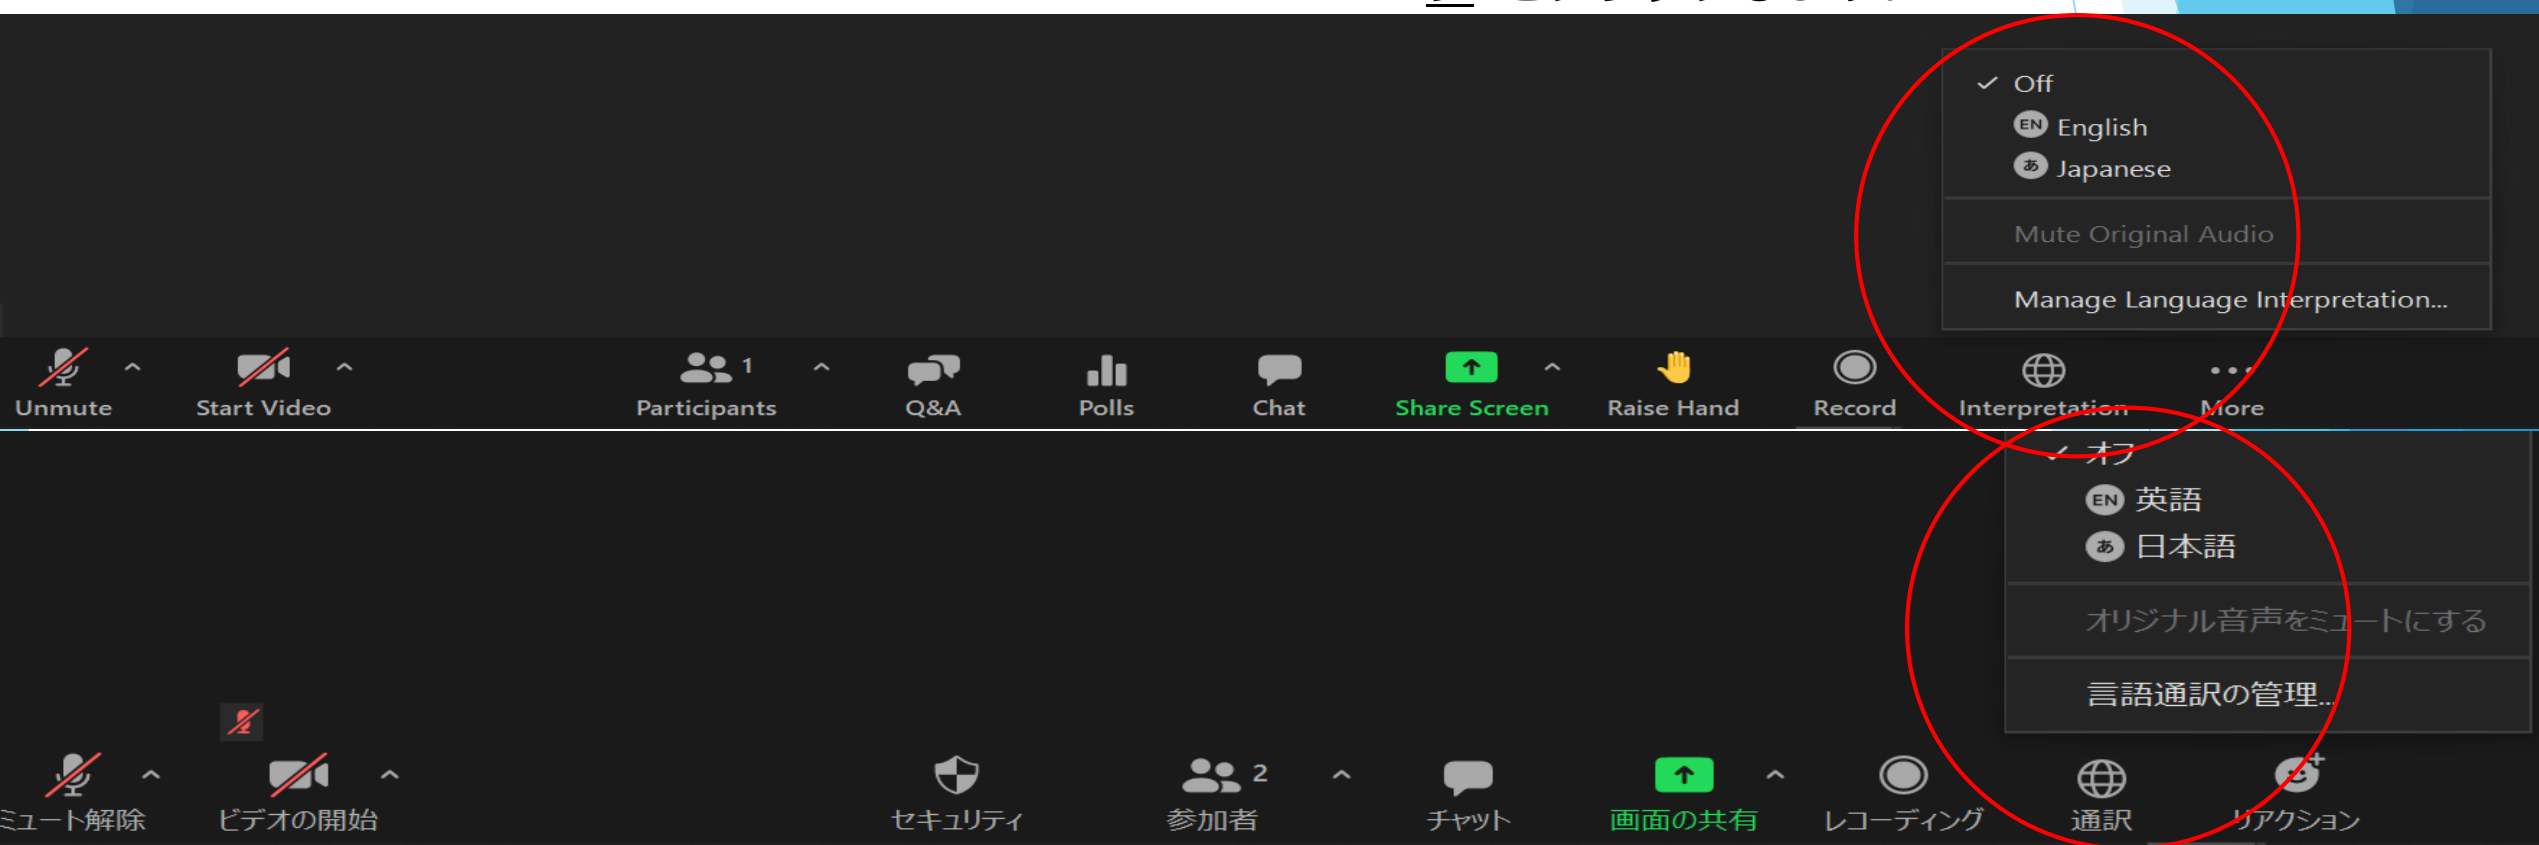 Off
EN English
あ Japanese
Mute Original Audio
Manage Language Interpretation...
1
Unmute Start Video Participants Q&A Polls Chat Share Screen Raise Hand Record Interpretation More
オフ
EN 英語
あ 日本語
オリジナル音声をミュートにする
言語通訳の管理...
2
ミュート解除 ビデオの開始 セキュリティ 参加者 チャット 画面の共有 レコーディング 通訳 リアクション